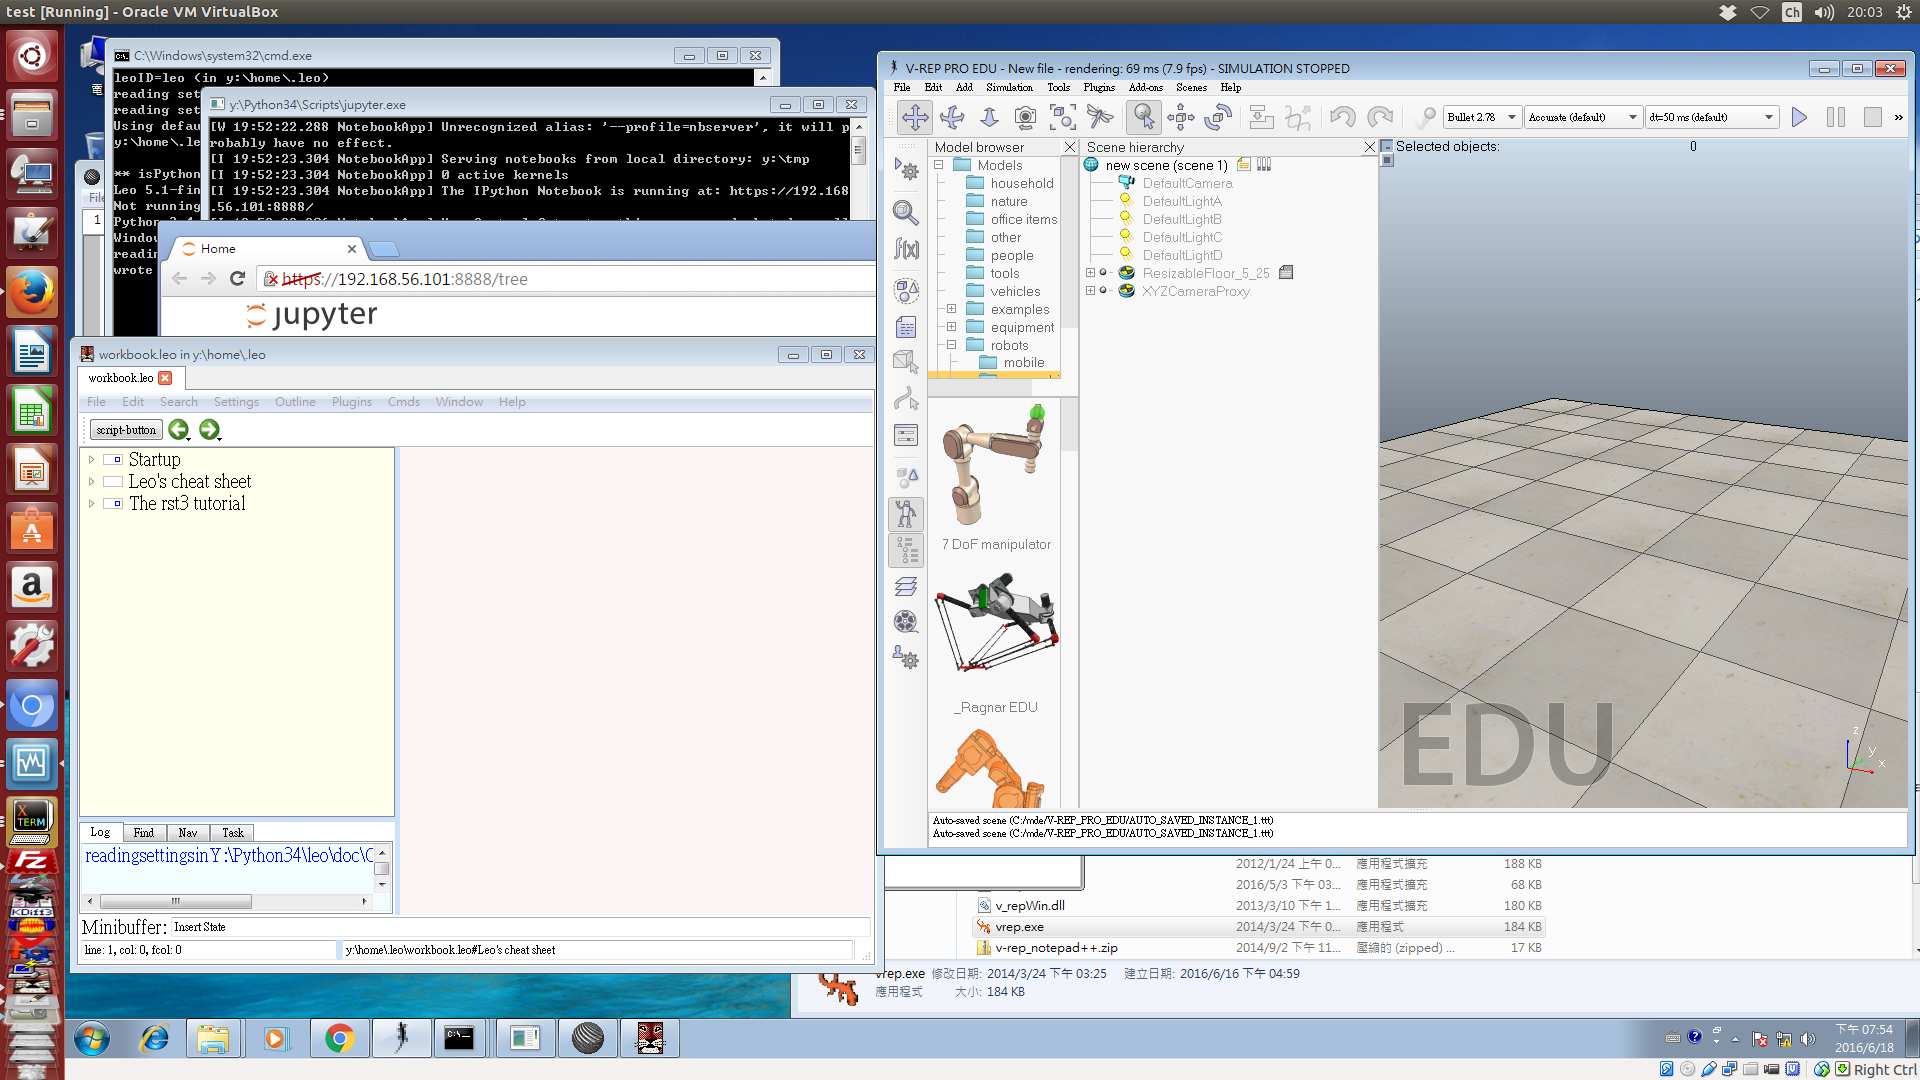 test [Running] - Oracle VM VirtualBox
Ch
20:03
C:\Windows\system32\cmd.exe
leoID=leo (in y:\home\.leo)
reading set
reading set
Using defau
y:\home\.le
** isPython
Leo 5.1-fin
Not running
Python
Window
readin
wrote
File
1
y:\Python34\Scripts\jupyter.exe
[W 19:52:22.288 NotebookApp] Unrecognized alias: '--profile=nbserver', it will p
robably have no effect.
[I 19:52:23.304 NotebookApp] Serving notebooks from local directory: y:\tmp
[I 19:52:23.304 NotebookApp] 0 active kernels
[I 19:52:23.304 NotebookApp] The IPython Notebook is running at: https://192.168
.56.101:8888/
Home
https://192.168.56.101:8888/tree
jupyter
workbook.leo in y:\home\.leo
workbook.leo
File Edit Search Settings Outline Plugins Cmds Window Help
script-button
Startup
Leo's cheat sheet
The rst3 tutorial
Log Find Nav Task
readingsettingsinY:\Python34\leo\doc\C
Minibuffer: Insert State
line: 1, col: 0, fcol: 0
y:\home\.leo\workbook.leo#Leo's cheat sheet
V-REP PRO EDU - New file - rendering: 69 ms (7.9 fps) - SIMULATION STOPPED
File Edit Add Simulation Tools Plugins Add-ons Scenes Help
Bullet 2.78
Accurate (default)
dt=50 ms (default)
»
f(x)
Model browser
Models
household
nature
office items
other
people
tools
vehicles
examples
equipment
robots
mobile
7 DoF manipulator
_Ragnar EDU
Scene hierarchy
new scene (scene 1)
DefaultCamera
DefaultLightA
DefaultLightB
DefaultLightC
DefaultLightD
ResizableFloor_5_25
XYZCameraProxy
Selected objects: 0
EDU
z
y
x
Auto-saved scene (C:/mde/V-REP_PRO_EDU/AUTO_SAVED_INSTANCE_1.ttt)
Auto-saved scene (C:/mde/V-REP_PRO_EDU/AUTO_SAVED_INSTANCE_1.ttt)
2012/1/24 上午 0... 應用程式擴充 188 KB
2016/5/3 下午 03... 應用程式擴充 68 KB
v_repWin.dll 2013/3/10 下午 1... 應用程式擴充 180 KB
vrep.exe 2014/3/24 下午 0... 應用程式 184 KB
v-rep_notepad++.zip 2014/9/2 下午 11... 壓縮的 (zipped) ... 17 KB
vrep.exe 修改日期: 2014/3/24 下午 03:25 建立日期: 2016/6/16 下午 04:59
應用程式 大小: 184 KB
X
TERM
Fz
KDiff3
下午 07:54
2016/6/18
Right Ctrl